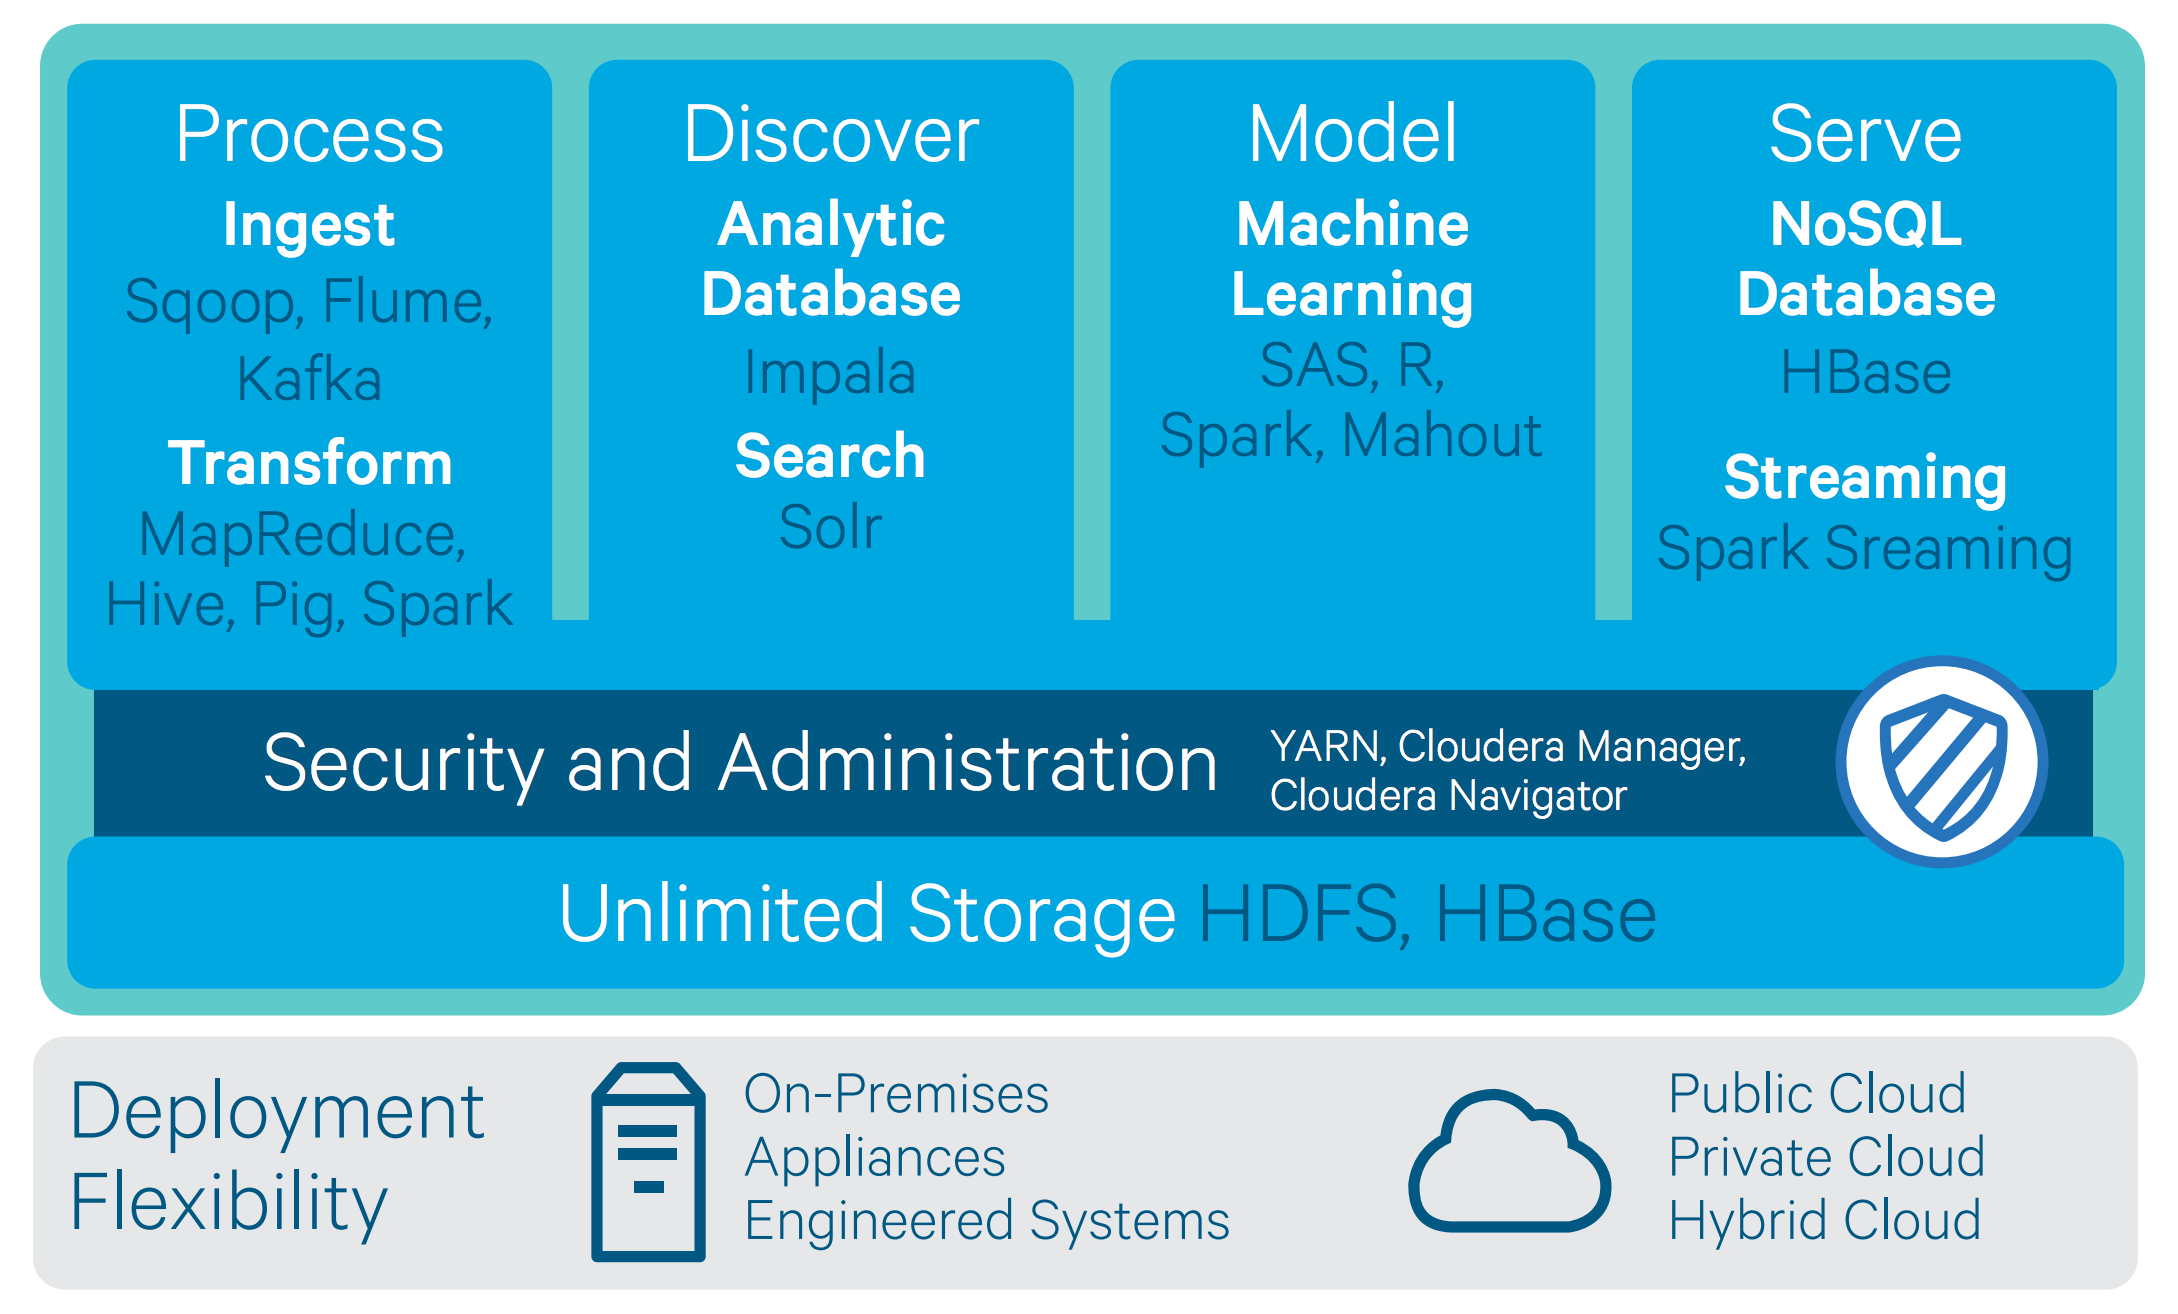 Process
Ingest
Sqoop, Flume,
Kafka
Transform
MapReduce,
Hive, Pig, Spark
Discover
Analytic
Database
Impala
Search
Solr
Model
Machine
Learning
SAS, R,
Spark, Mahout
Serve
NoSQL
Database
HBase
Streaming
Spark Sreaming
Security and Administration
YARN, Cloudera Manager,
Cloudera Navigator
Unlimited Storage HDFS, HBase
Deployment
Flexibility
On-Premises
Appliances
Engineered Systems
Public Cloud
Private Cloud
Hybrid Cloud